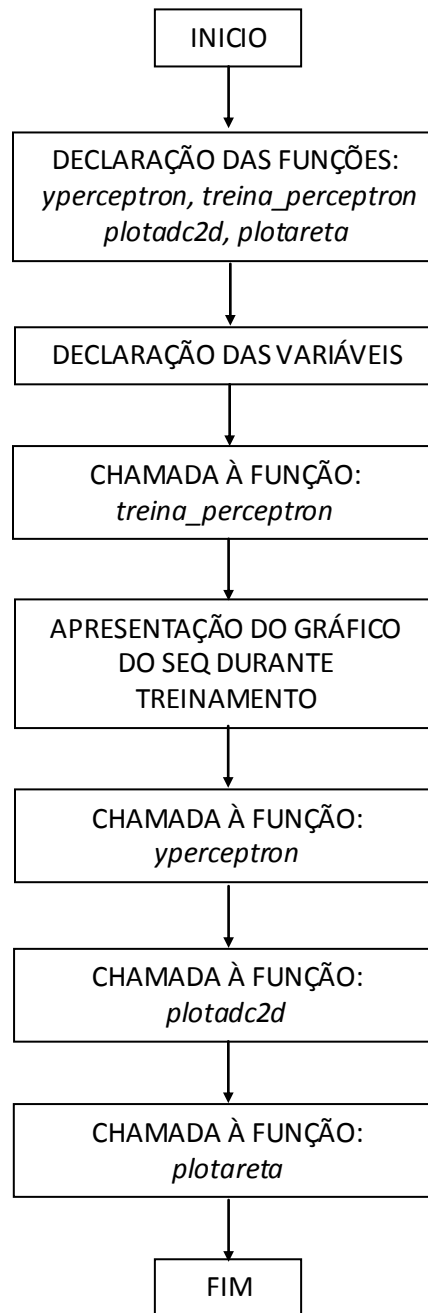 INICIO
DECLARAÇÃO DAS FUNÇÕES:
yperceptron, treina_perceptron
plotadc2d, plotareta
DECLARAÇÃO DAS VARIÁVEIS
CHAMADA À FUNÇÃO:
treina_perceptron
APRESENTAÇÃO DO GRÁFICO
DO SEQ DURANTE
TREINAMENTO
CHAMADA À FUNÇÃO:
yperceptron
CHAMADA À FUNÇÃO:
plotadc2d
CHAMADA À FUNÇÃO:
plotareta
FIM